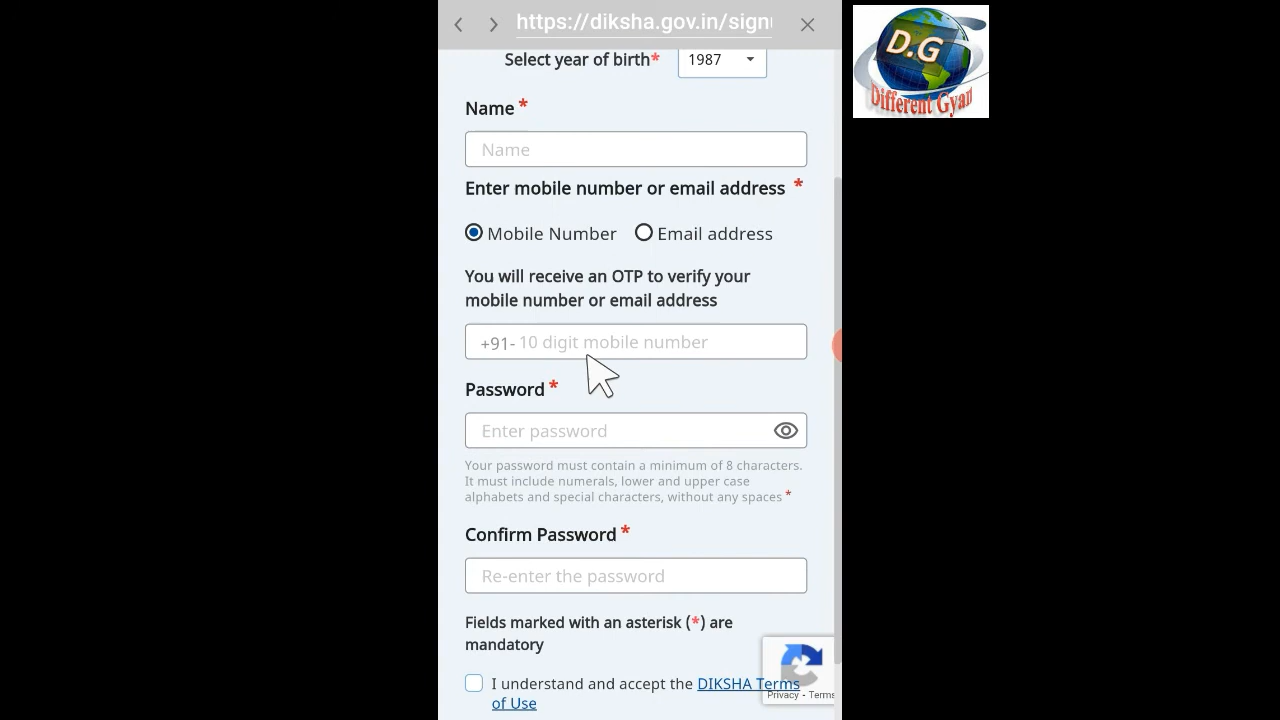 https://diksha.gov.in/sign
D.G
Different Gyan
Select year of birth*
1987
Name *
Name
Enter mobile number or email address *
Mobile Number
Email address
You will receive an OTP to verify your
mobile number or email address
+91- 10 digit mobile number
Password *
Enter password
Your password must contain a minimum of 8 characters.
It must include numerals, lower and upper case
alphabets and special characters, without any spaces *
Confirm Password *
Re-enter the password
Fields marked with an asterisk (*) are
mandatory
I understand and accept the DIKSHA Terms
of Use
Privacy - Terms